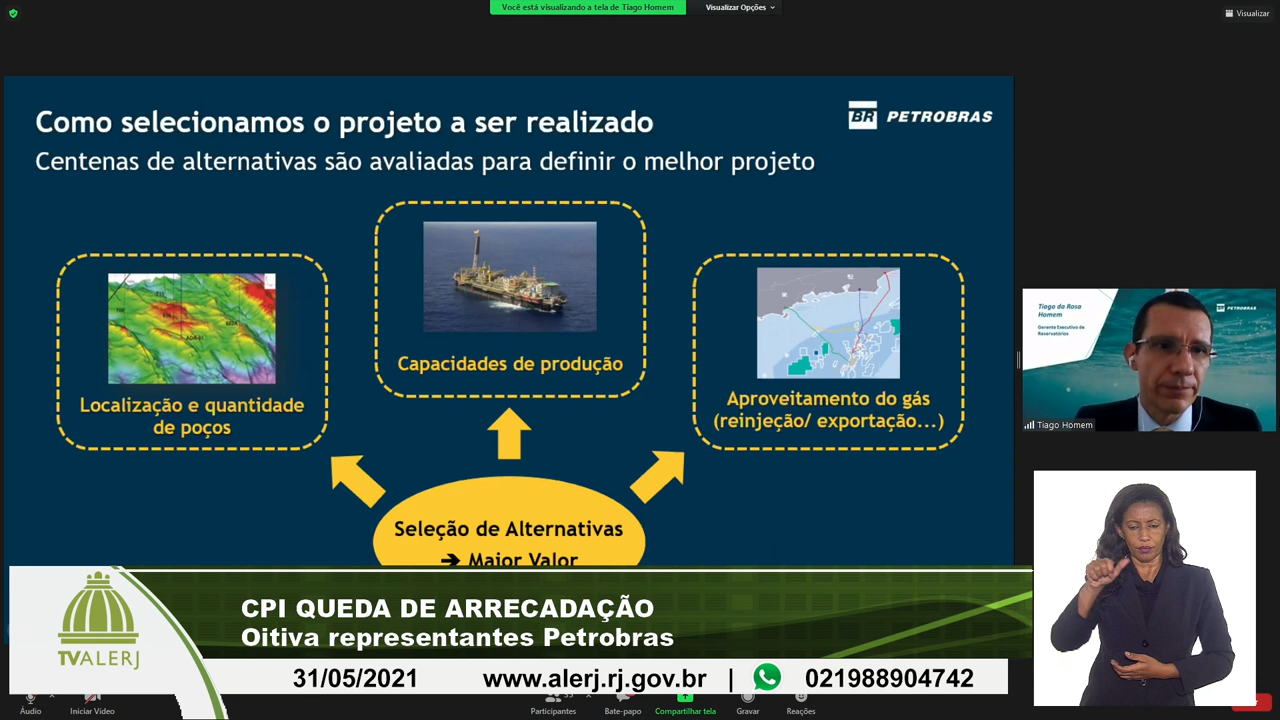 Você está visualizando a tela de Tiago Homem
Visualizar Opções
Visualizar
Como selecionamos o projeto a ser realizado
Centenas de alternativas são avaliadas para definir o melhor projeto
BR PETROBRAS
Localização e quantidade
de poços
Capacidades de produção
Aproveitamento do gás
(reinjeção/ exportação...)
Seleção de Alternativas
➔ Maior Valor
Tiago da Rosa
Homem
Gerente Executivo de
Reservatórios
PETROBRAS
Tiago Homem
TVALERJ
CPI QUEDA DE ARRECADAÇÃO
Oitiva representantes Petrobras
31/05/2021
www.alerj.rj.gov.br | 021988904742
Áudio
Iniciar Vídeo
Participantes
Bate-papo
Compartilhar tela
Gravar
Reações